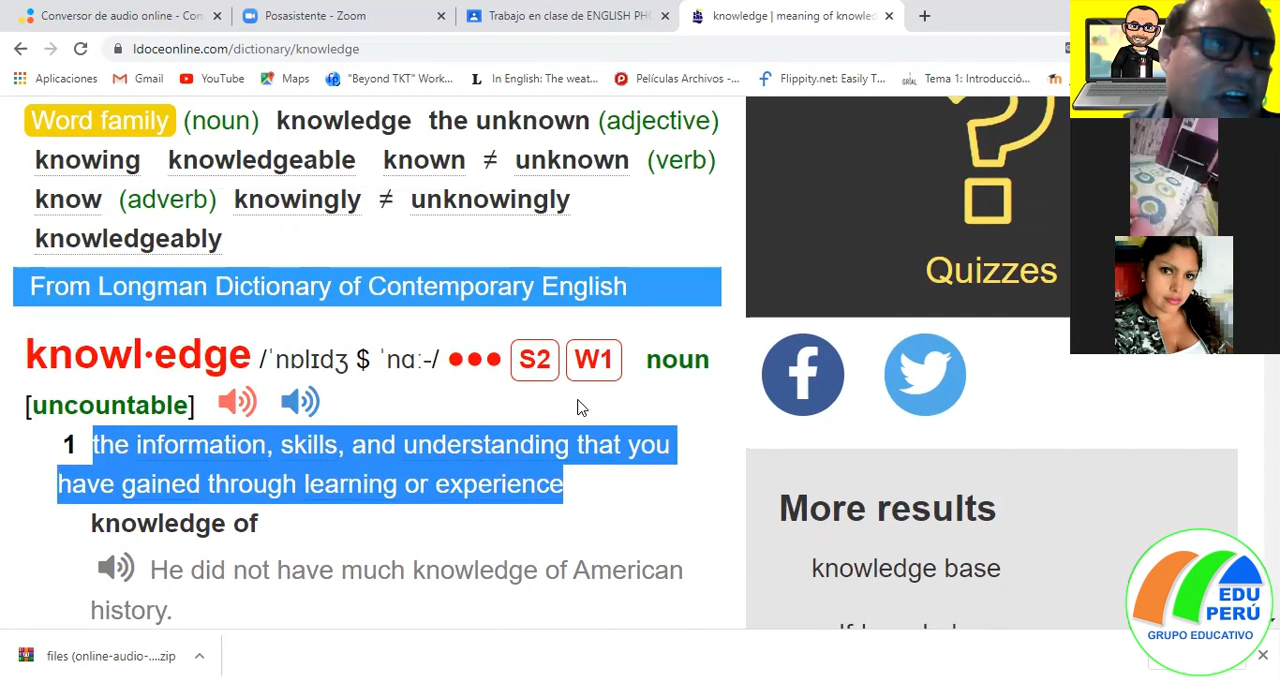 Conversor de audio online - Con
Posasistente - Zoom
Trabajo en clase de ENGLISH PHO
knowledge | meaning of knowled
ldoceonline.com/dictionary/knowledge
Aplicaciones
Gmail
YouTube
Maps
"Beyond TKT" Work...
In English: The weat...
Películas Archivos -...
Flippity.net: Easily T...
Tema 1: Introducció...
Word family (noun) knowledge the unknown (adjective)
knowing knowledgeable known ≠ unknown (verb)
know (adverb) knowingly ≠ unknowingly
knowledgeably
From Longman Dictionary of Contemporary English
knowl·edge /ˈnɒlɪdʒ $ ˈnɑː-/ ●●● S2 W1 noun
[uncountable]
1 the information, skills, and understanding that you
have gained through learning or experience
knowledge of
He did not have much knowledge of American
history.
Quizzes
More results
knowledge base
EDU
PERÚ
GRUPO EDUCATIVO
files (online-audio-....zip